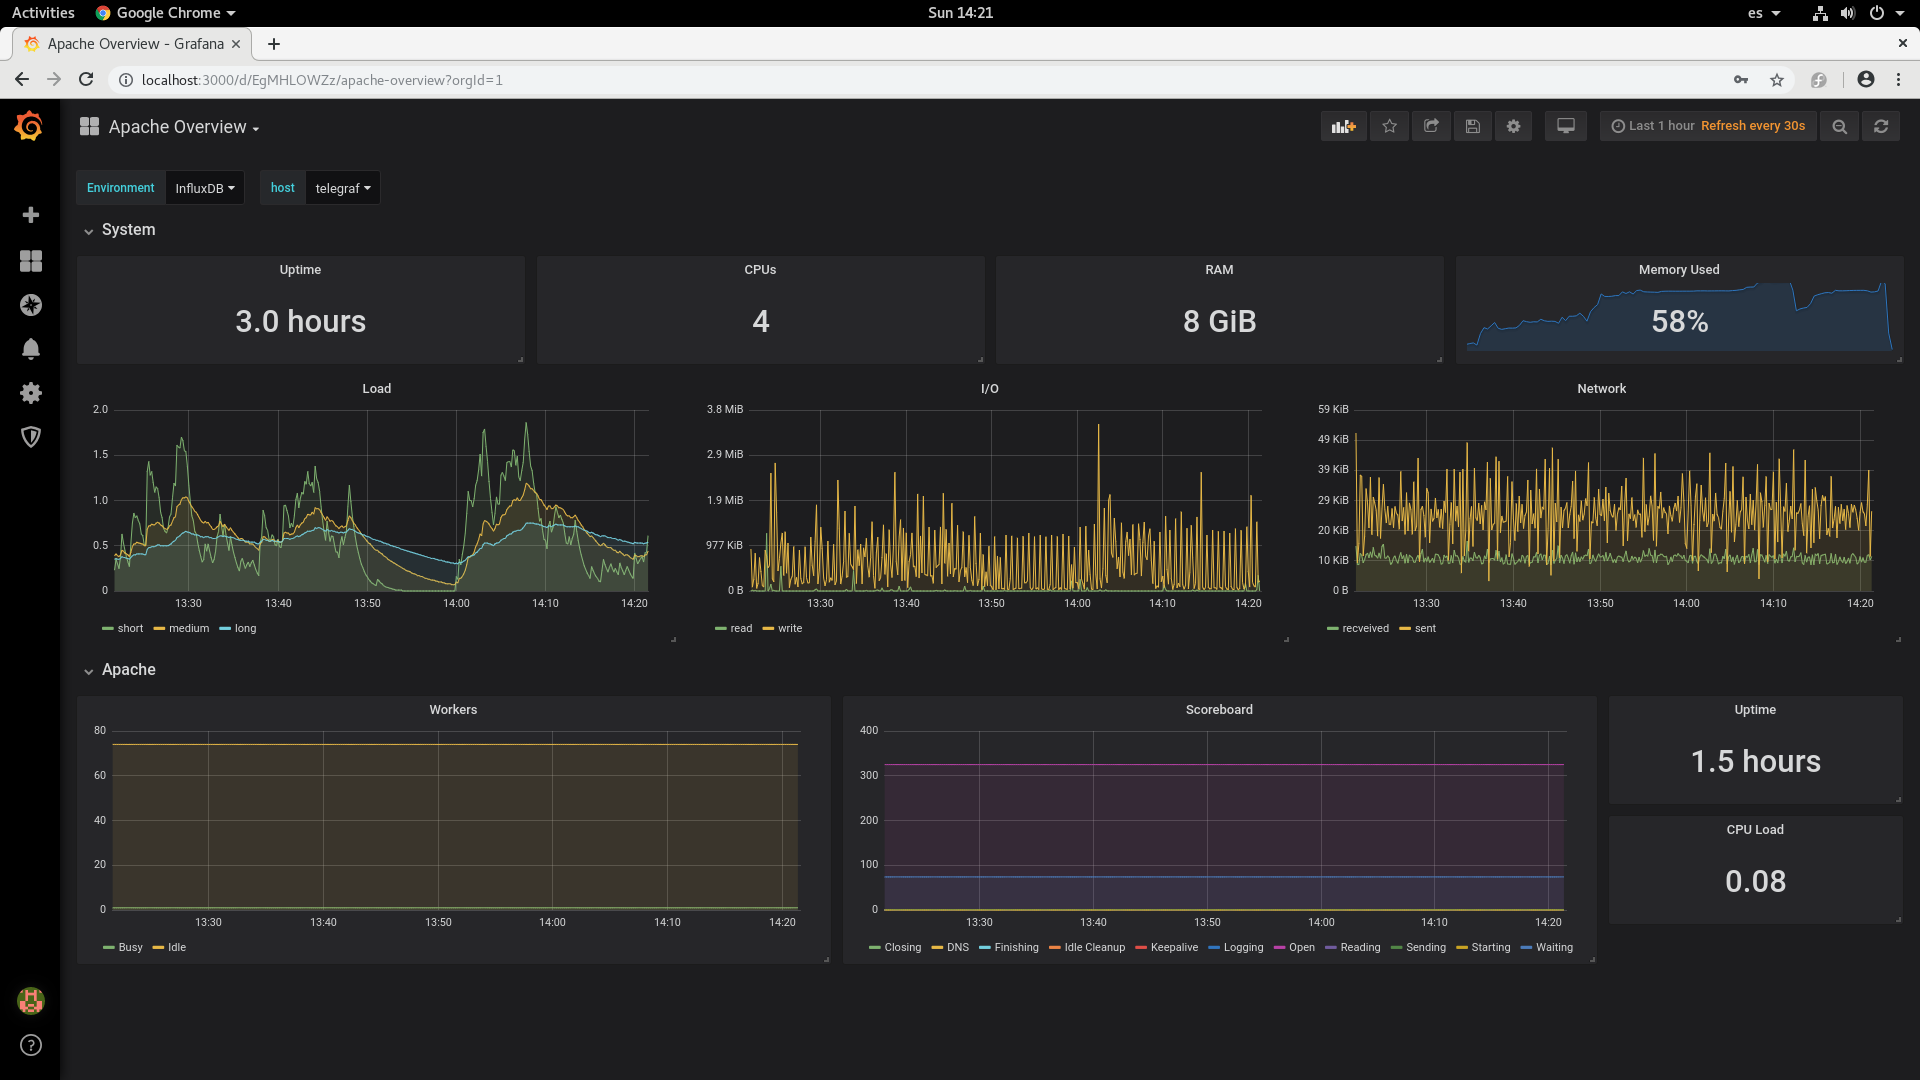 Activities Google Chrome Sun 14:21 es
Apache Overview - Grafana
localhost:3000/d/EgMHLOWZz/apache-overview?orgId=1
Apache Overview Last 1 hour Refresh every 30s
Environment InfluxDB host telegraf
System
Uptime CPUs RAM Memory Used
3.0 hours 4 8 GiB 58%
Load
2.0
1.5
1.0
0.5
0
13:30 13:40 13:50 14:00 14:10 14:20
short medium long
I/O
3.8 MiB
2.9 MiB
1.9 MiB
977 KiB
0 B
13:30 13:40 13:50 14:00 14:10 14:20
read write
Network
59 KiB
49 KiB
39 KiB
29 KiB
20 KiB
10 KiB
0 B
13:30 13:40 13:50 14:00 14:10 14:20
recveived sent
Apache
Workers
80
60
40
20
0
13:30 13:40 13:50 14:00 14:10 14:20
Busy Idle
Scoreboard
400
300
200
100
0
13:30 13:40 13:50 14:00 14:10 14:20
Closing DNS Finishing Idle Cleanup Keepalive Logging Open Reading Sending Starting Waiting
Uptime
1.5 hours
CPU Load
0.08